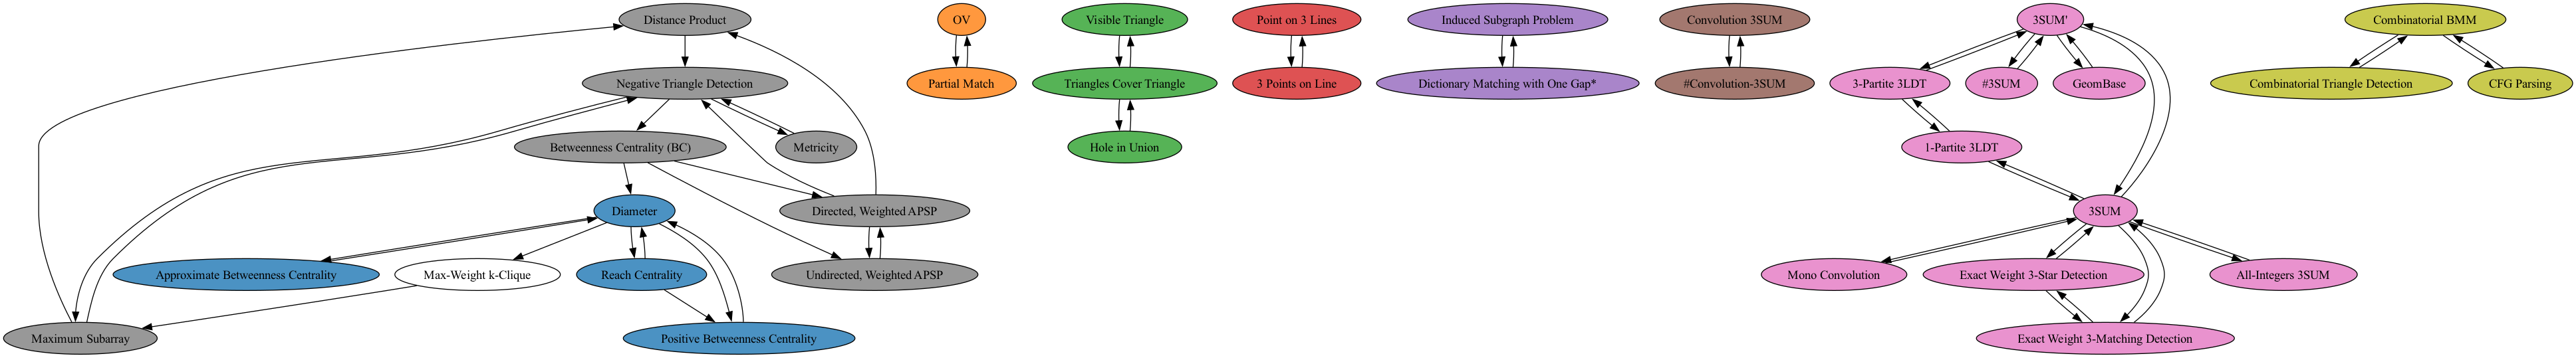 Distance Product
OV
Visible Triangle
Point on 3 Lines
Induced Subgraph Problem
Convolution 3SUM
3SUM'
Combinatorial BMM
Negative Triangle Detection
Partial Match
Triangles Cover Triangle
3 Points on Line
Dictionary Matching with One Gap*
#Convolution-3SUM
3-Partite 3LDT
#3SUM
GeomBase
Combinatorial Triangle Detection
CFG Parsing
Betweenness Centrality (BC)
Metricity
Hole in Union
1-Partite 3LDT
Diameter
Directed, Weighted APSP
3SUM
Approximate Betweenness Centrality
Max-Weight k-Clique
Reach Centrality
Undirected, Weighted APSP
Mono Convolution
Exact Weight 3-Star Detection
All-Integers 3SUM
Maximum Subarray
Positive Betweenness Centrality
Exact Weight 3-Matching Detection